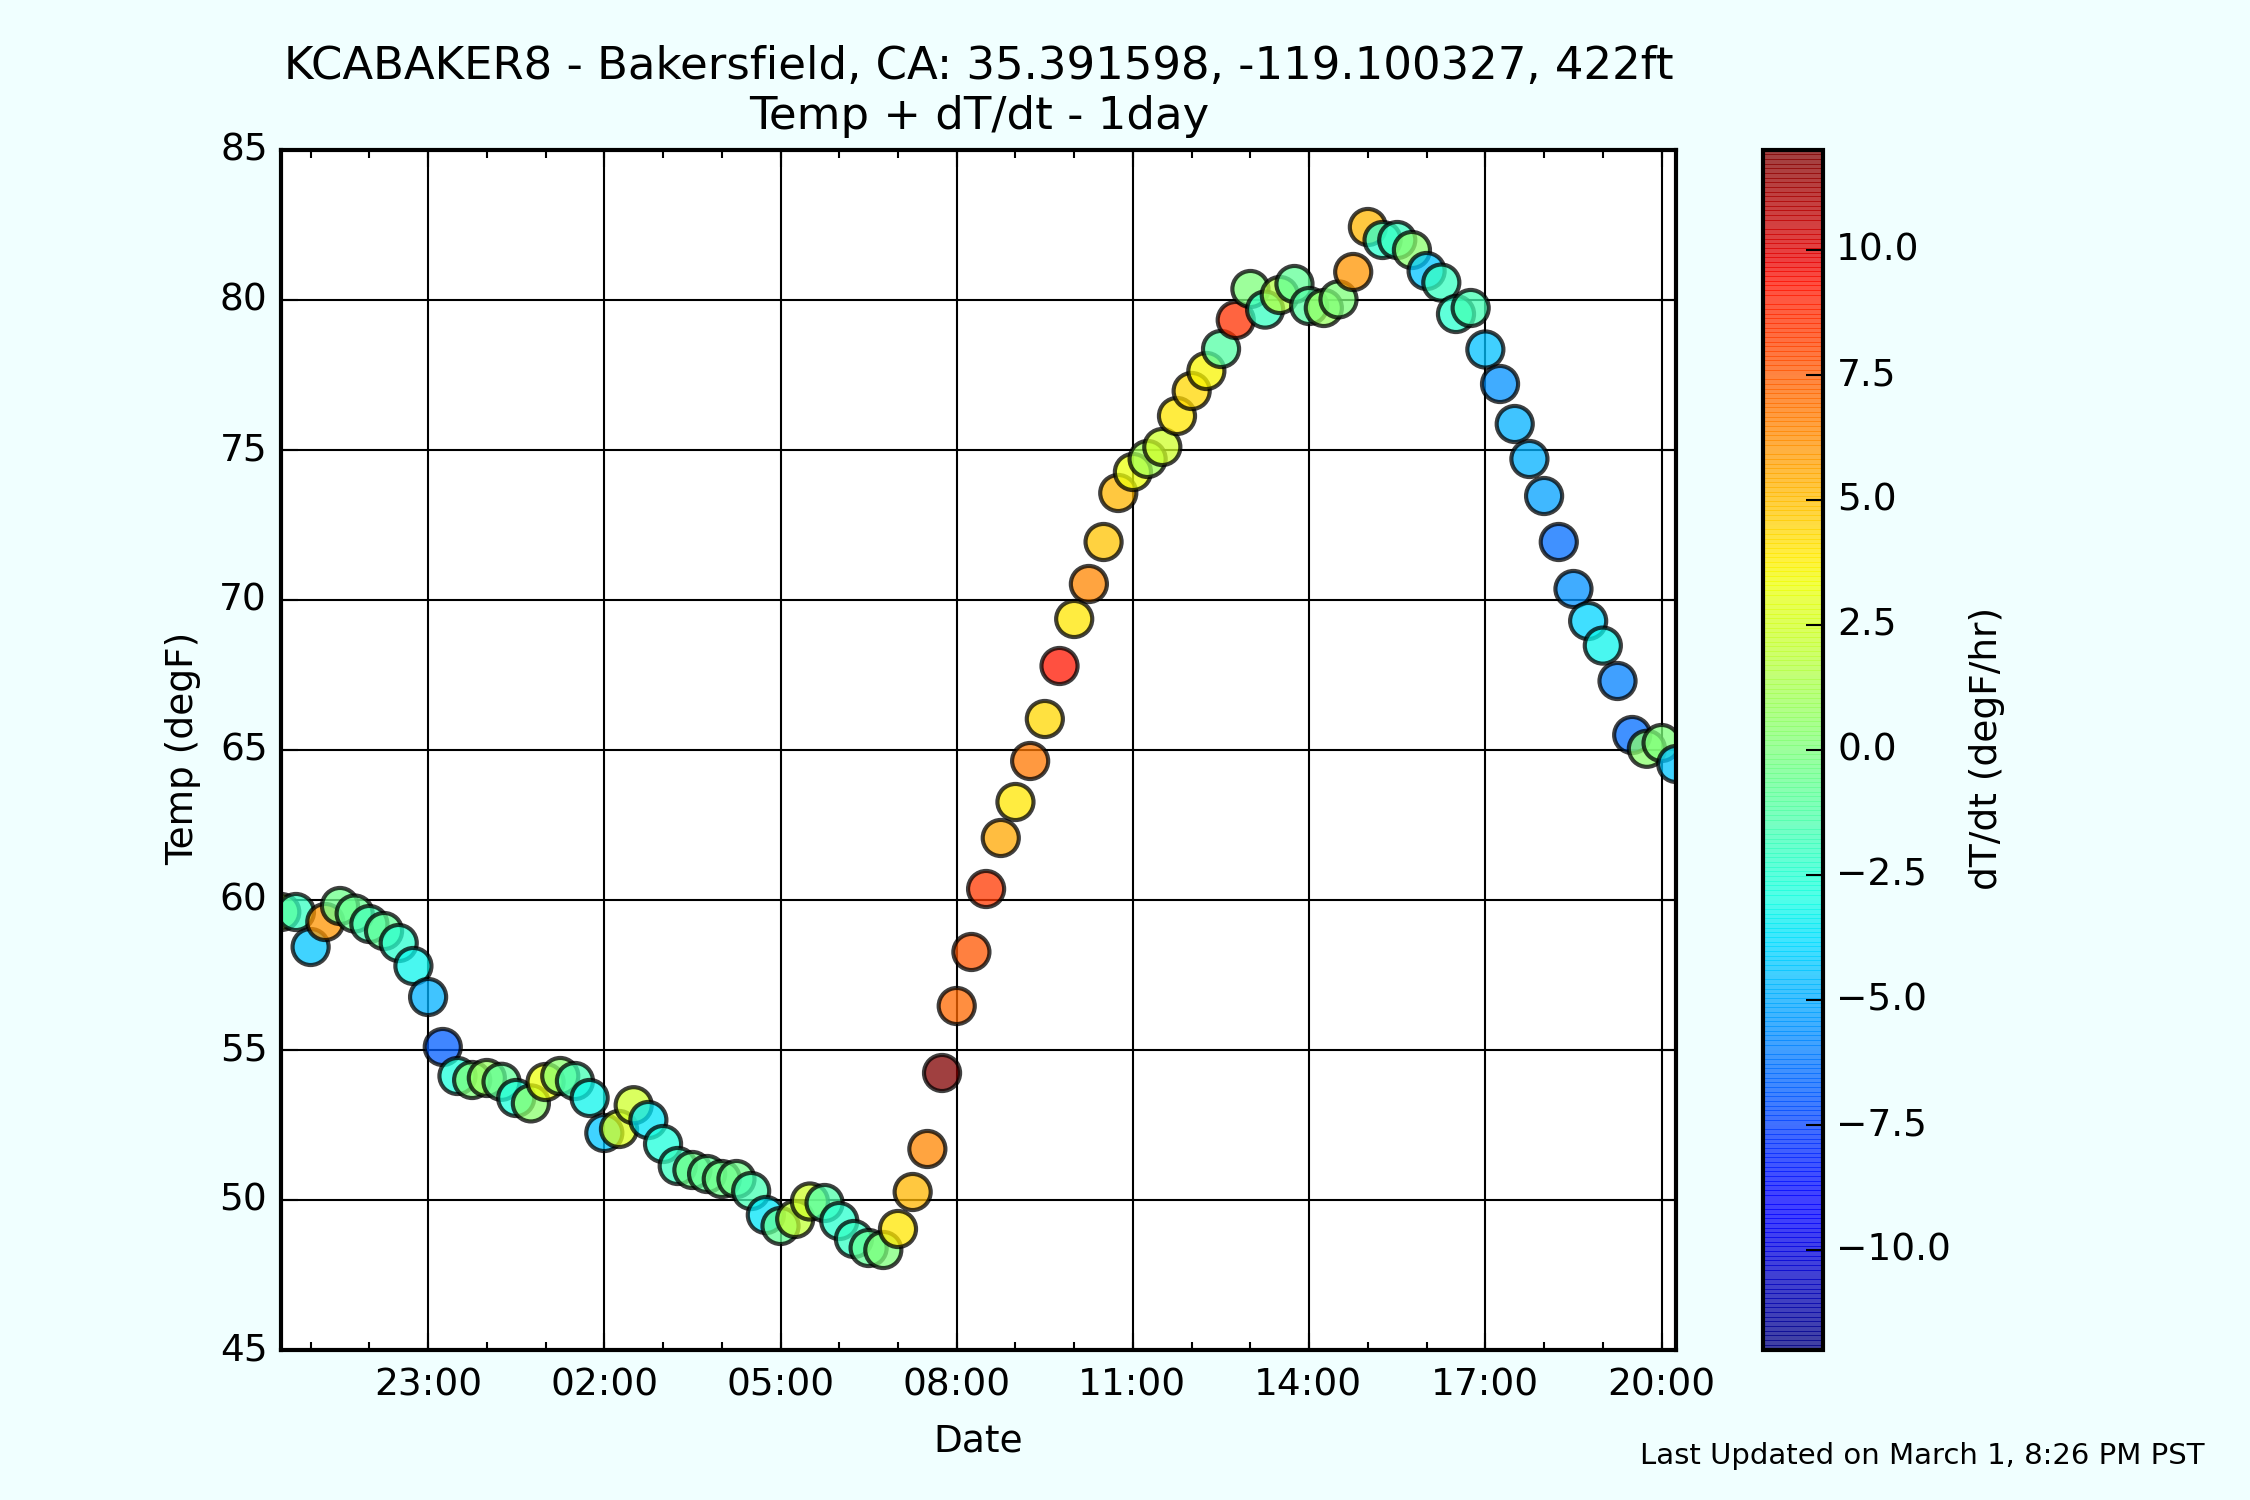 KCABAKER8 - Bakersfield, CA: 35.391598, -119.100327, 422ft
Temp + dT/dt - 1day
85
80
75
70
65
60
55
50
45
Temp (degF)
23:00 02:00 05:00 08:00 11:00 14:00 17:00 20:00
Date
10.0
7.5
5.0
2.5
0.0
−2.5
−5.0
−7.5
−10.0
dT/dt (degF/hr)
Last Updated on March 1, 8:26 PM PST